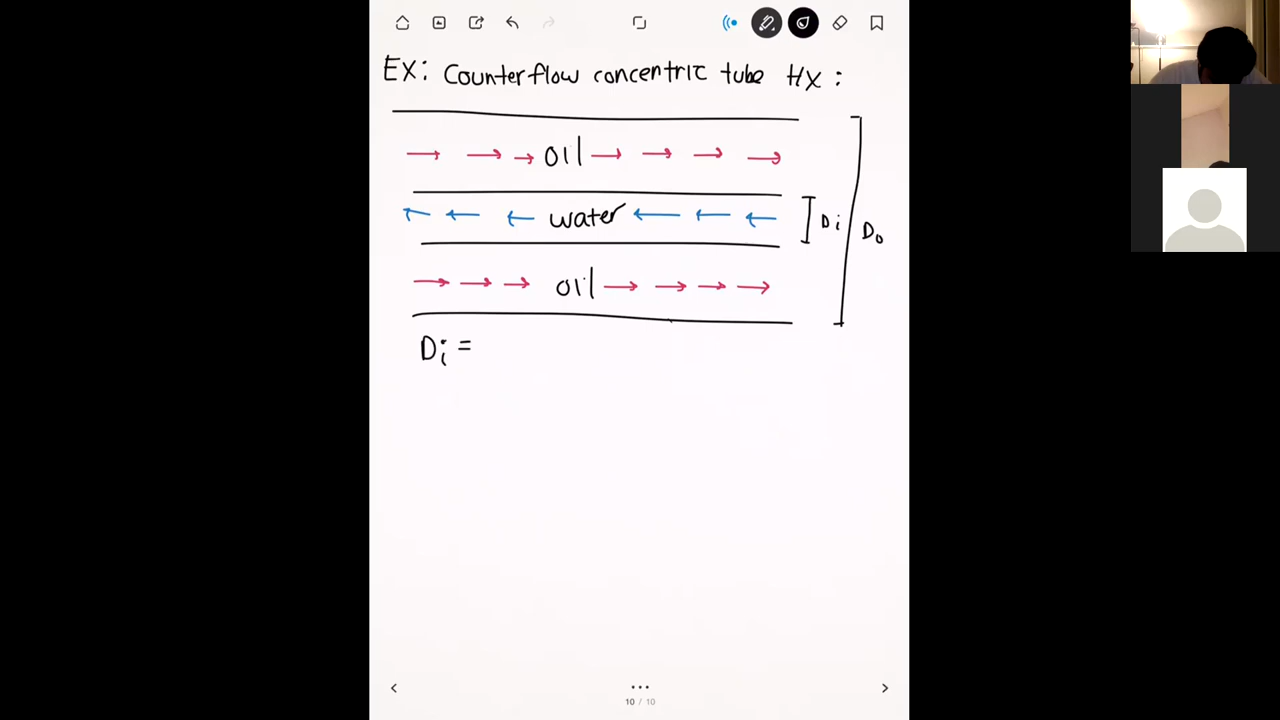 Ex: Counterflow concentric tube HX:
oil
water
Di
Do
oil
Di =
10 / 10